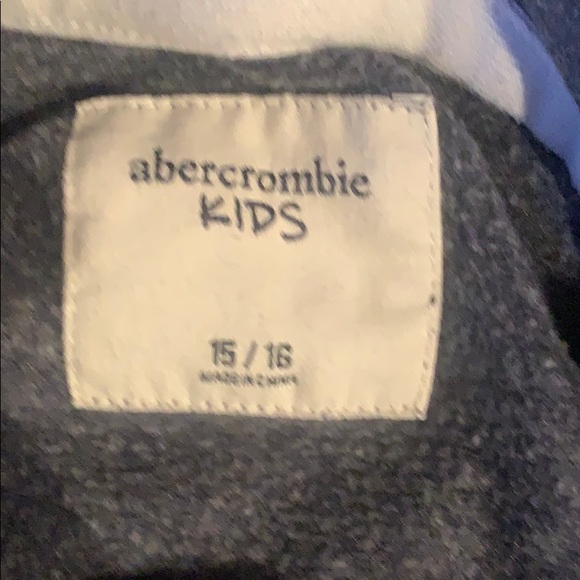 abercrombie
KIDS
15 / 16
MADE IN CHINA